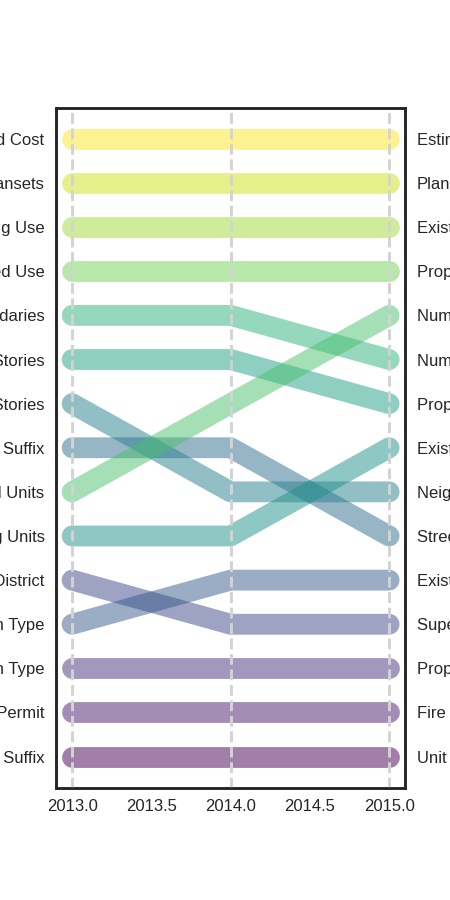 d Cost Estim
ansets Plan
g Use Exist
ed Use Prop
daries Num
Stories Num
Stories Prop
Suffix Exist
d Units Neig
g Units Stree
District Exist
n Type Supe
n Type Prop
Permit Fire
Suffix Unit
2013.0 2013.5 2014.0 2014.5 2015.0